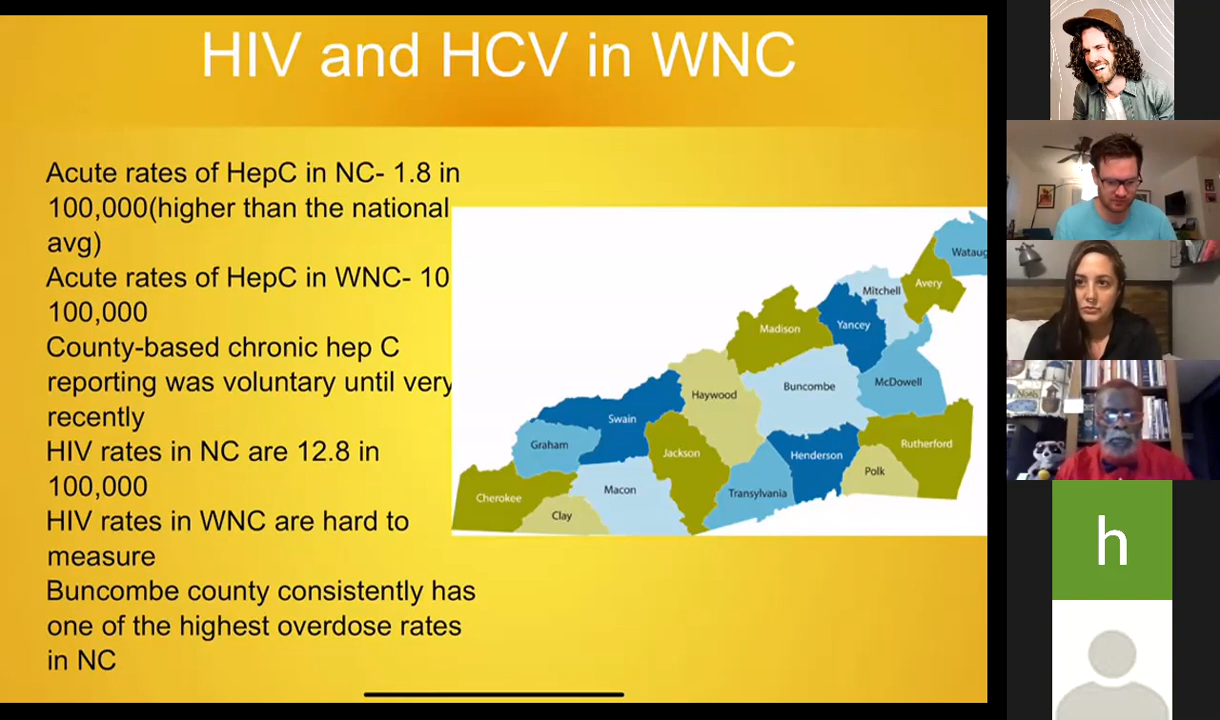 HIV and HCV in WNC
Acute rates of HepC in NC- 1.8 in
100,000(higher than the national
avg)
Acute rates of HepC in WNC- 10
100,000
County-based chronic hep C
reporting was voluntary until very
recently
HIV rates in NC are 12.8 in
100,000
HIV rates in WNC are hard to
measure
Buncombe county consistently has
one of the highest overdose rates
in NC
Wataug
Avery
Mitchell
Yancey
Madison
Buncombe
McDowell
Haywood
Swain
Graham
Jackson
Henderson
Rutherford
Polk
Transylvania
Macon
Cherokee
Clay
h